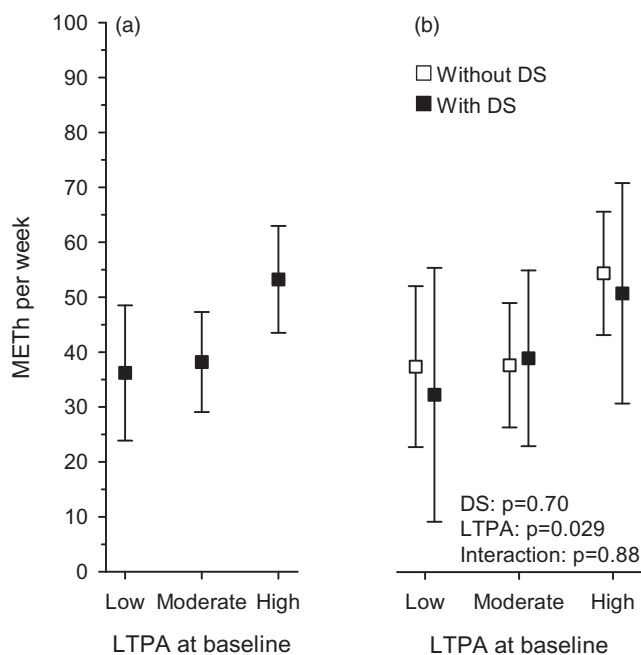 (a)
(b)
Without DS
With DS
METh per week
100
90
80
70
60
50
40
30
20
10
0
DS: p=0.70
LTPA: p=0.029
Interaction: p=0.88
Low Moderate High
Low Moderate High
LTPA at baseline
LTPA at baseline